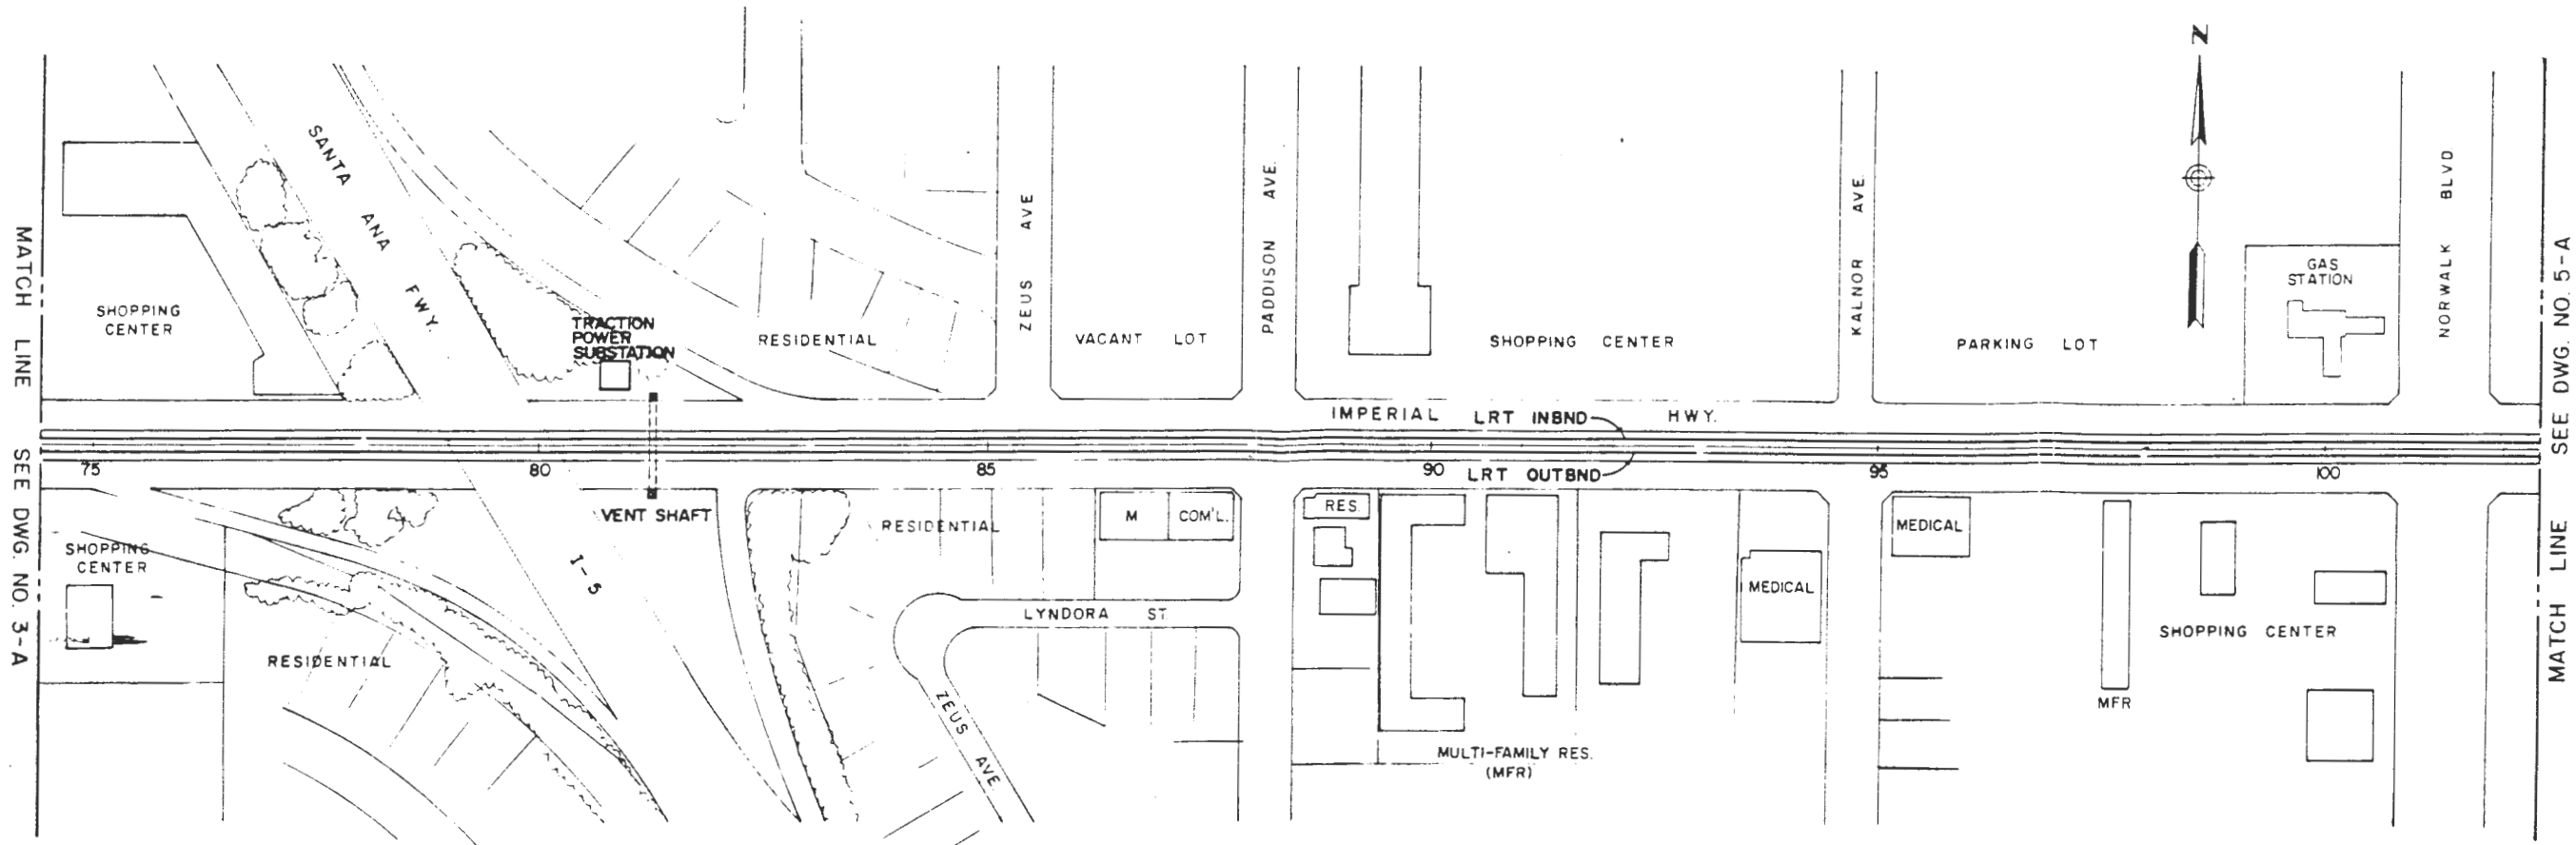 MATCH LINE SEE DWG. NO. 3-A
SHOPPING
CENTER
SANTA ANA FWY.
TRACTION
POWER
SUBSTATION
RESIDENTIAL
ZEUS AVE
VACANT LOT
PADDISON AVE.
SHOPPING CENTER
KALNOR AVE.
PARKING LOT
N
GAS
STATION
NORWALK BLVD
MATCH LINE SEE DWG. NO. 5-A
IMPERIAL HWY.
LRT INBND
75 80 85 90 95 100
LRT OUTBND
VENT SHAFT
SHOPPING
CENTER
RESIDENTIAL
I-5
RESIDENTIAL
M
COM'L.
LYNDORA ST.
ZEUS AVE.
RES.
MEDICAL
MULTI-FAMILY RES.
(MFR)
MEDICAL
MFR
SHOPPING CENTER